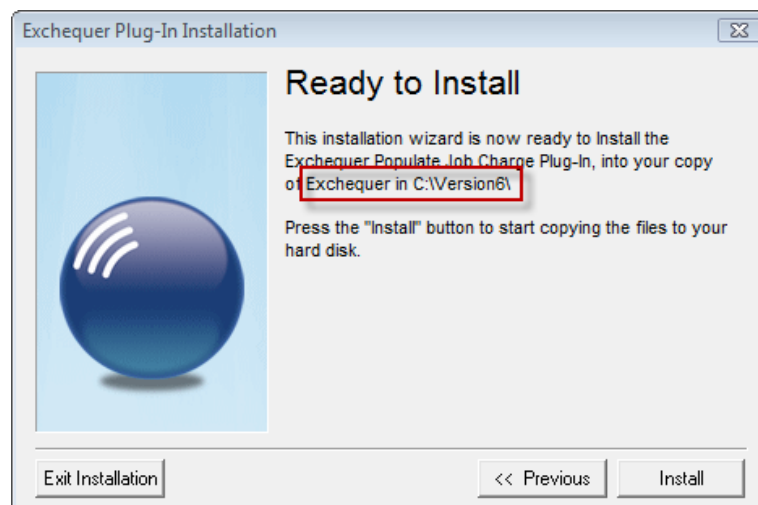 Exchequer Plug-In Installation
Ready to Install
This installation wizard is now ready to Install the
Exchequer Populate Job Charge Plug-In, into your copy
of Exchequer in C:\Version6\
Press the "Install" button to start copying the files to your
hard disk.
Exit Installation
<< Previous
Install